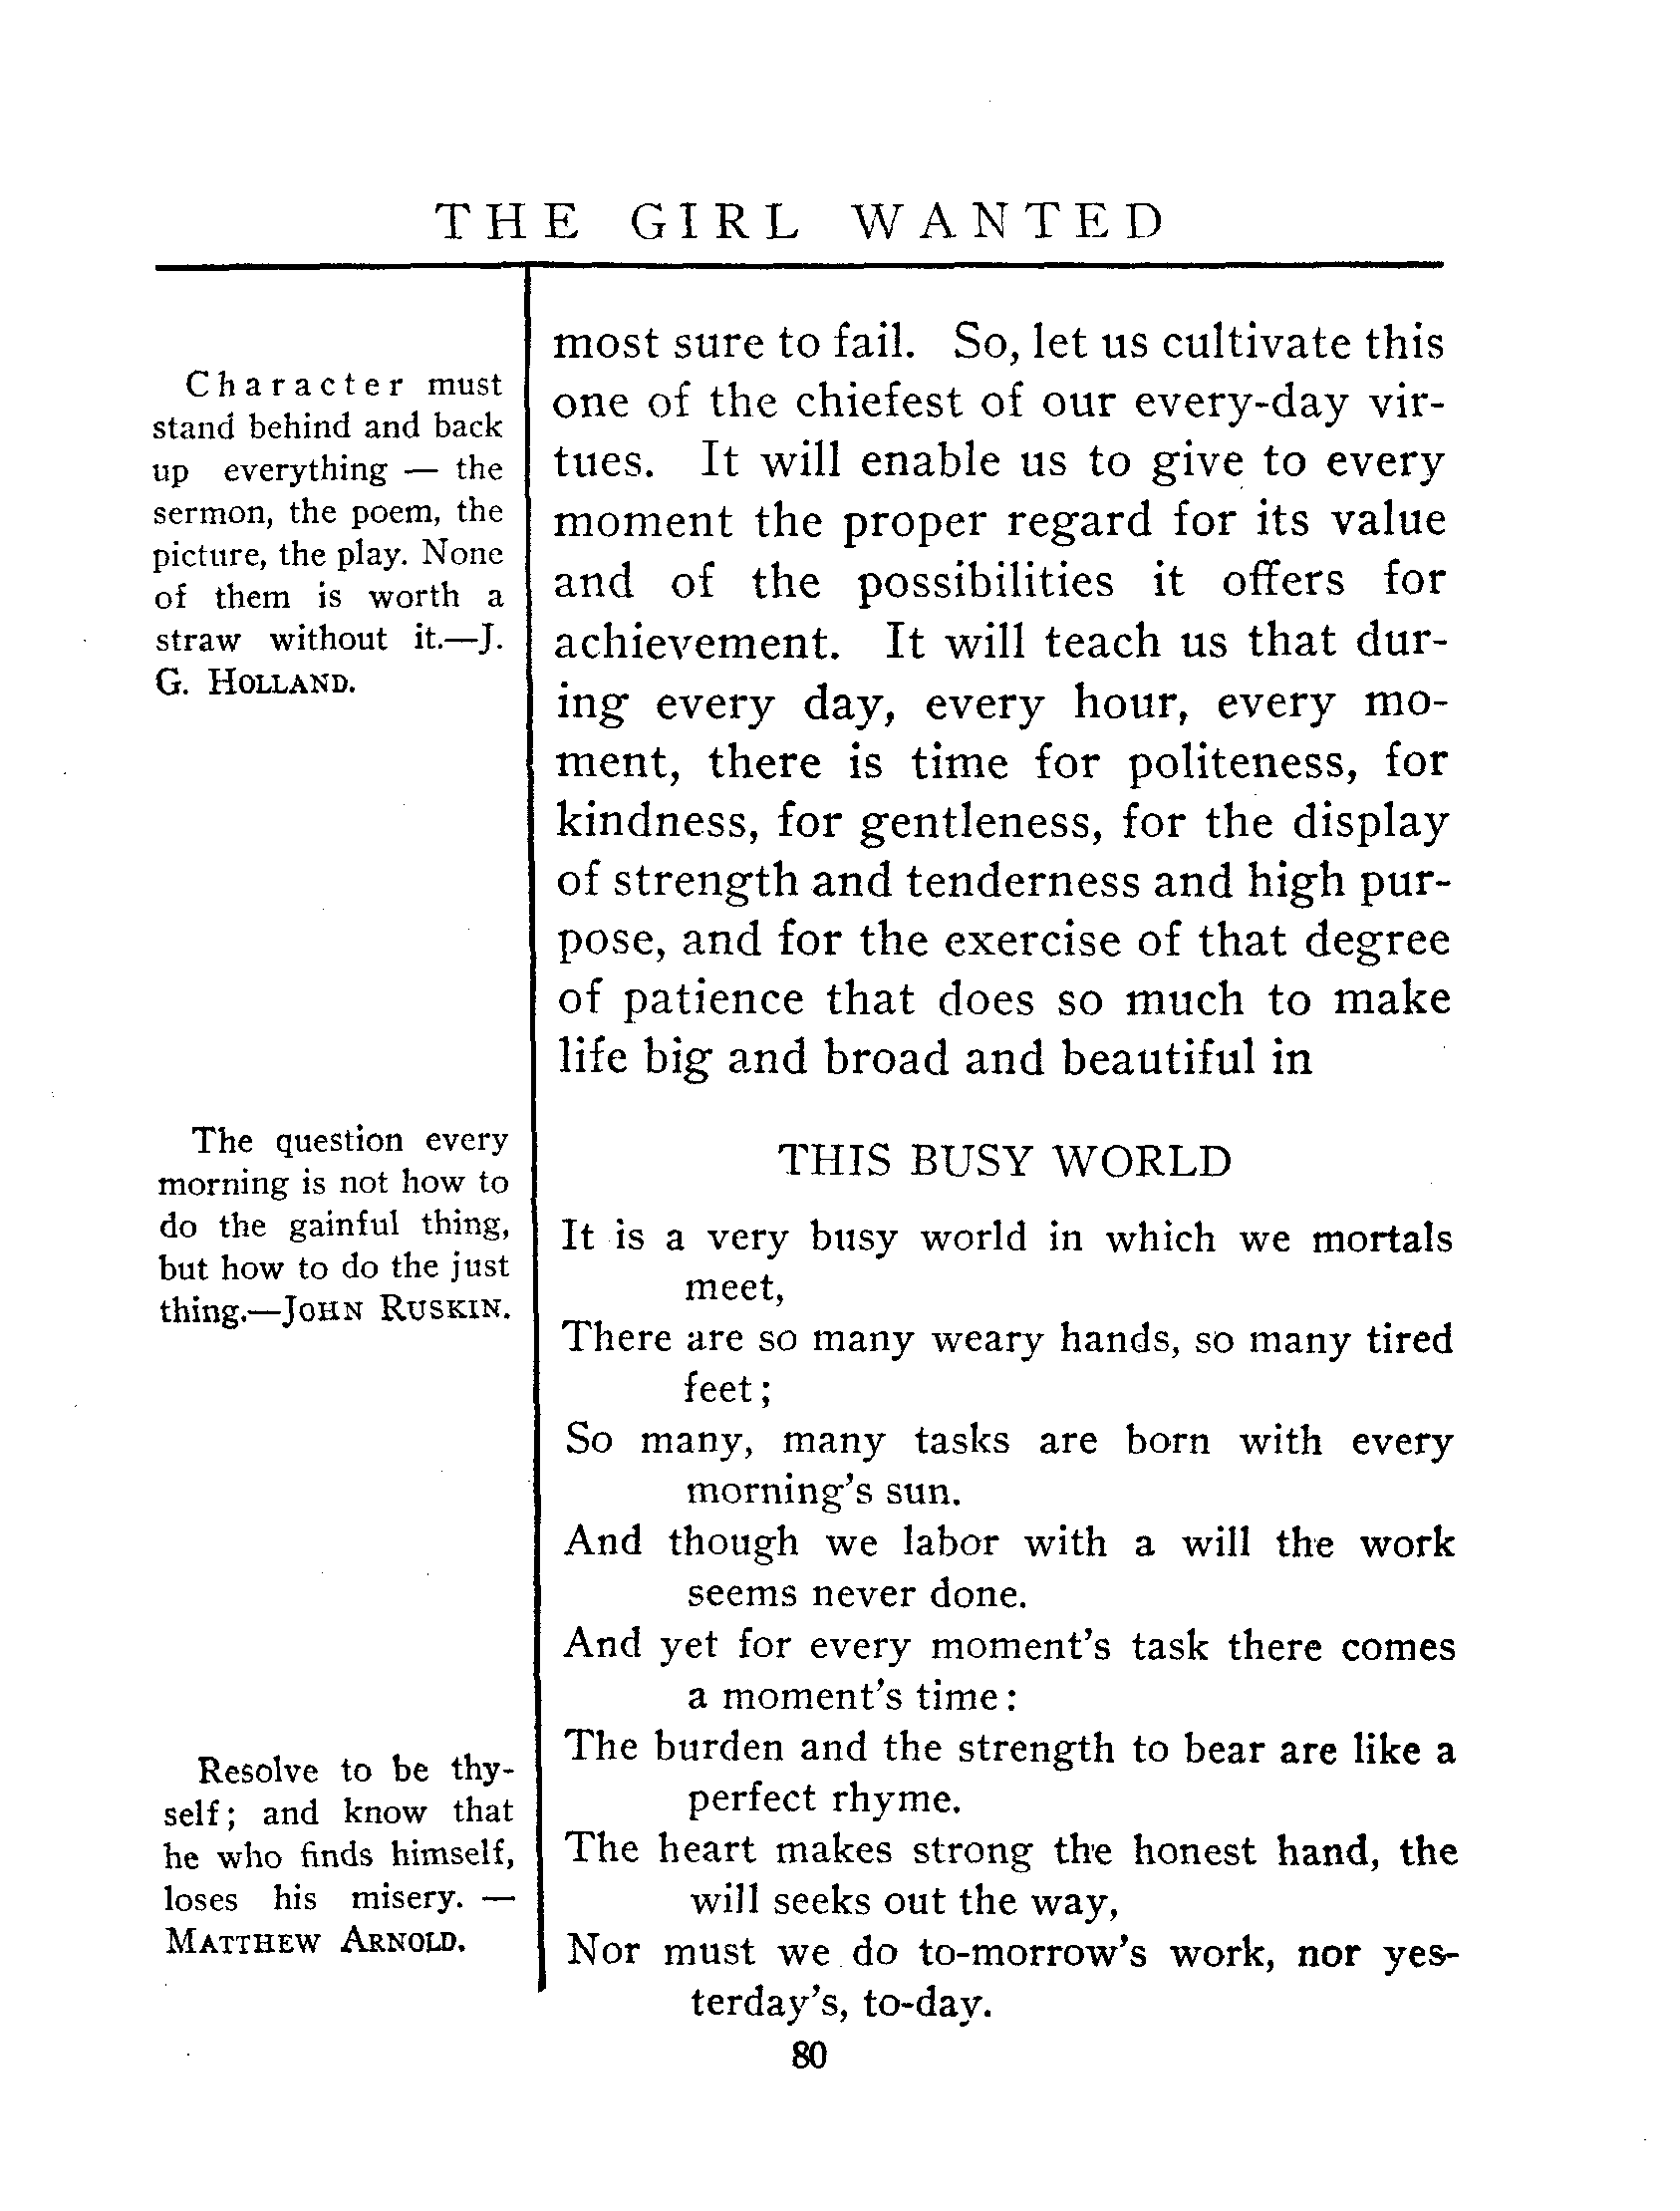 THE GIRL WANTED
Character must
stand behind and back
up everything — the
sermon, the poem, the
picture, the play. None
of them is worth a
straw without it.—J.
G. HOLLAND.
The question every
morning is not how to
do the gainful thing,
but how to do the just
thing.—JOHN RUSKIN.
Resolve to be thy-
self; and know that
he who finds himself,
loses his misery. —
MATTHEW ARNOLD.
most sure to fail. So, let us cultivate this
one of the chiefest of our every-day vir-
tues. It will enable us to give to every
moment the proper regard for its value
and of the possibilities it offers for
achievement. It will teach us that dur-
ing every day, every hour, every mo-
ment, there is time for politeness, for
kindness, for gentleness, for the display
of strength and tenderness and high pur-
pose, and for the exercise of that degree
of patience that does so much to make
life big and broad and beautiful in
THIS BUSY WORLD
It is a very busy world in which we mortals
meet,
There are so many weary hands, so many tired
feet;
So many, many tasks are born with every
morning's sun.
And though we labor with a will the work
seems never done.
And yet for every moment's task there comes
a moment's time:
The burden and the strength to bear are like a
perfect rhyme.
The heart makes strong the honest hand, the
will seeks out the way,
Nor must we do to-morrow's work, nor yes-
terday's, to-day.
80